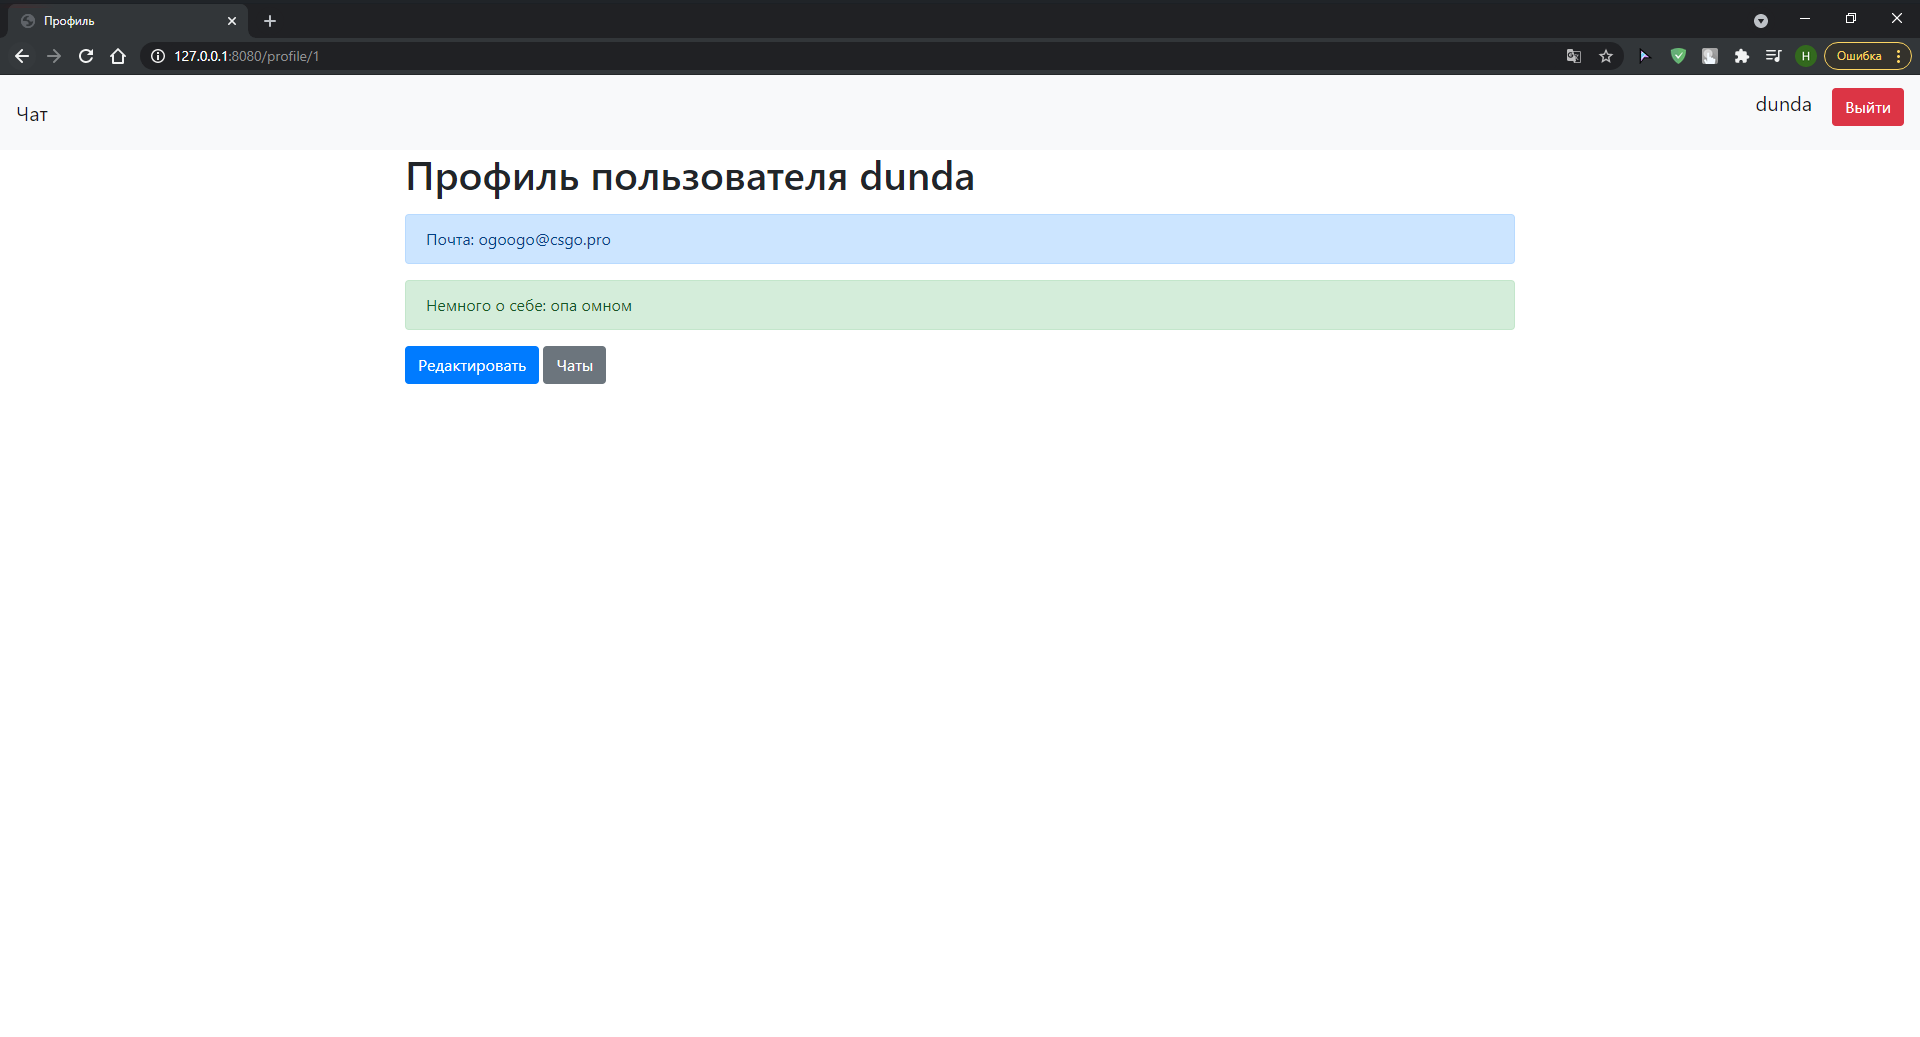 Профиль
127.0.0.1:8080/profile/1
H
Ошибка
Чат
dunda
Выйти
Профиль пользователя dunda
Почта: ogoogo@csgo.pro
Немного о себе: опа омном
Редактировать
Чаты